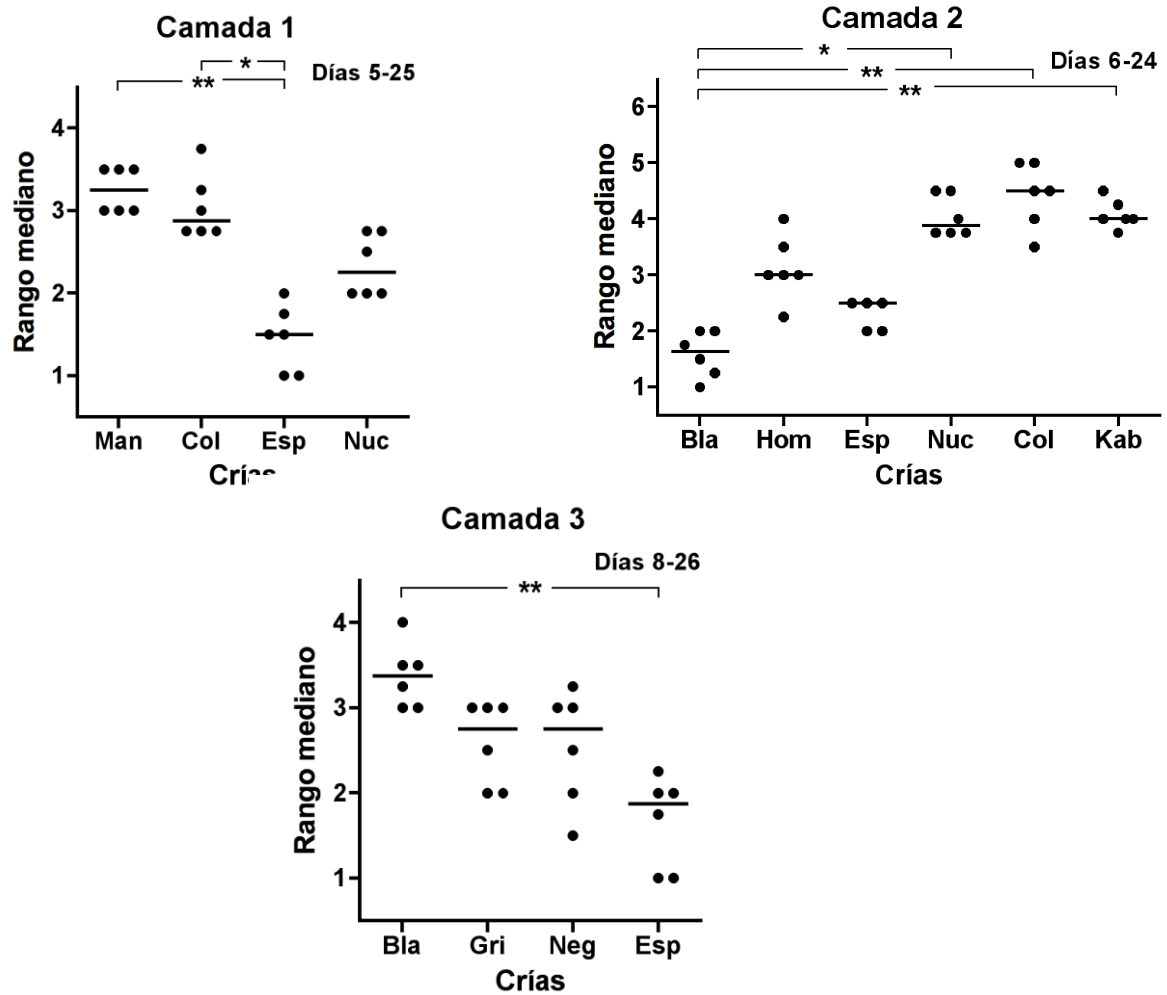 Camada 1
*
**
Días 5-25
Rango mediano
4
3
2
1
Man Col Esp Nuc
Crías
Camada 2
*
**
**
Días 6-24
Rango mediano
6
5
4
3
2
1
Bla Hom Esp Nuc Col Kab
Crías
Camada 3
Días 8-26
**
Rango mediano
4
3
2
1
Bla Gri Neg Esp
Crías